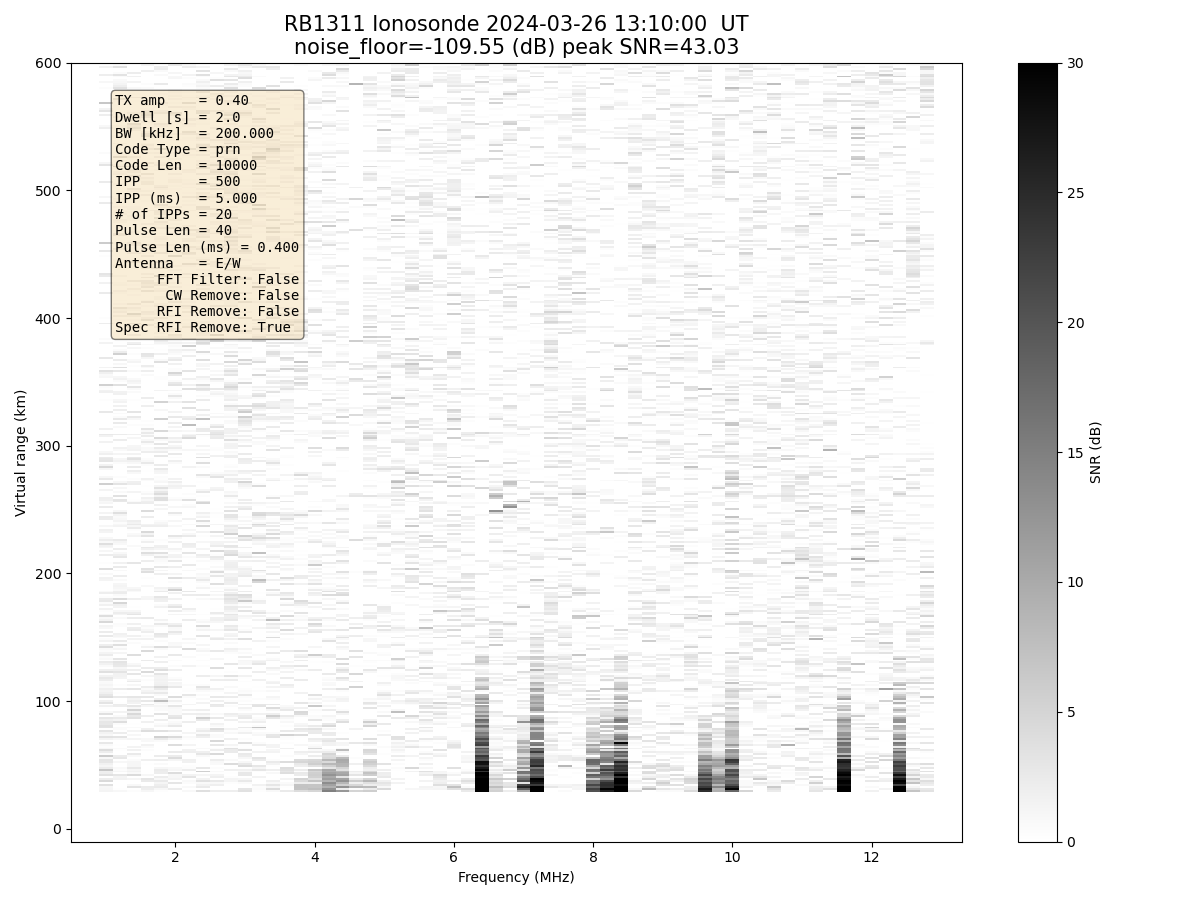 RB1311 Ionosonde 2024-03-26 13:10:00 UT
noise_floor=-109.55 (dB) peak SNR=43.03
600
500
400
300
200
100
0
Virtual range (km)
TX amp = 0.40
Dwell [s] = 2.0
BW [kHz] = 200.000
Code Type = prn
Code Len = 10000
IPP = 500
IPP (ms) = 5.000
# of IPPs = 20
Pulse Len = 40
Pulse Len (ms) = 0.400
Antenna = E/W
FFT Filter: False
CW Remove: False
RFI Remove: False
Spec RFI Remove: True
2 4 6 8 10 12
Frequency (MHz)
30
25
20
15
10
5
0
SNR (dB)